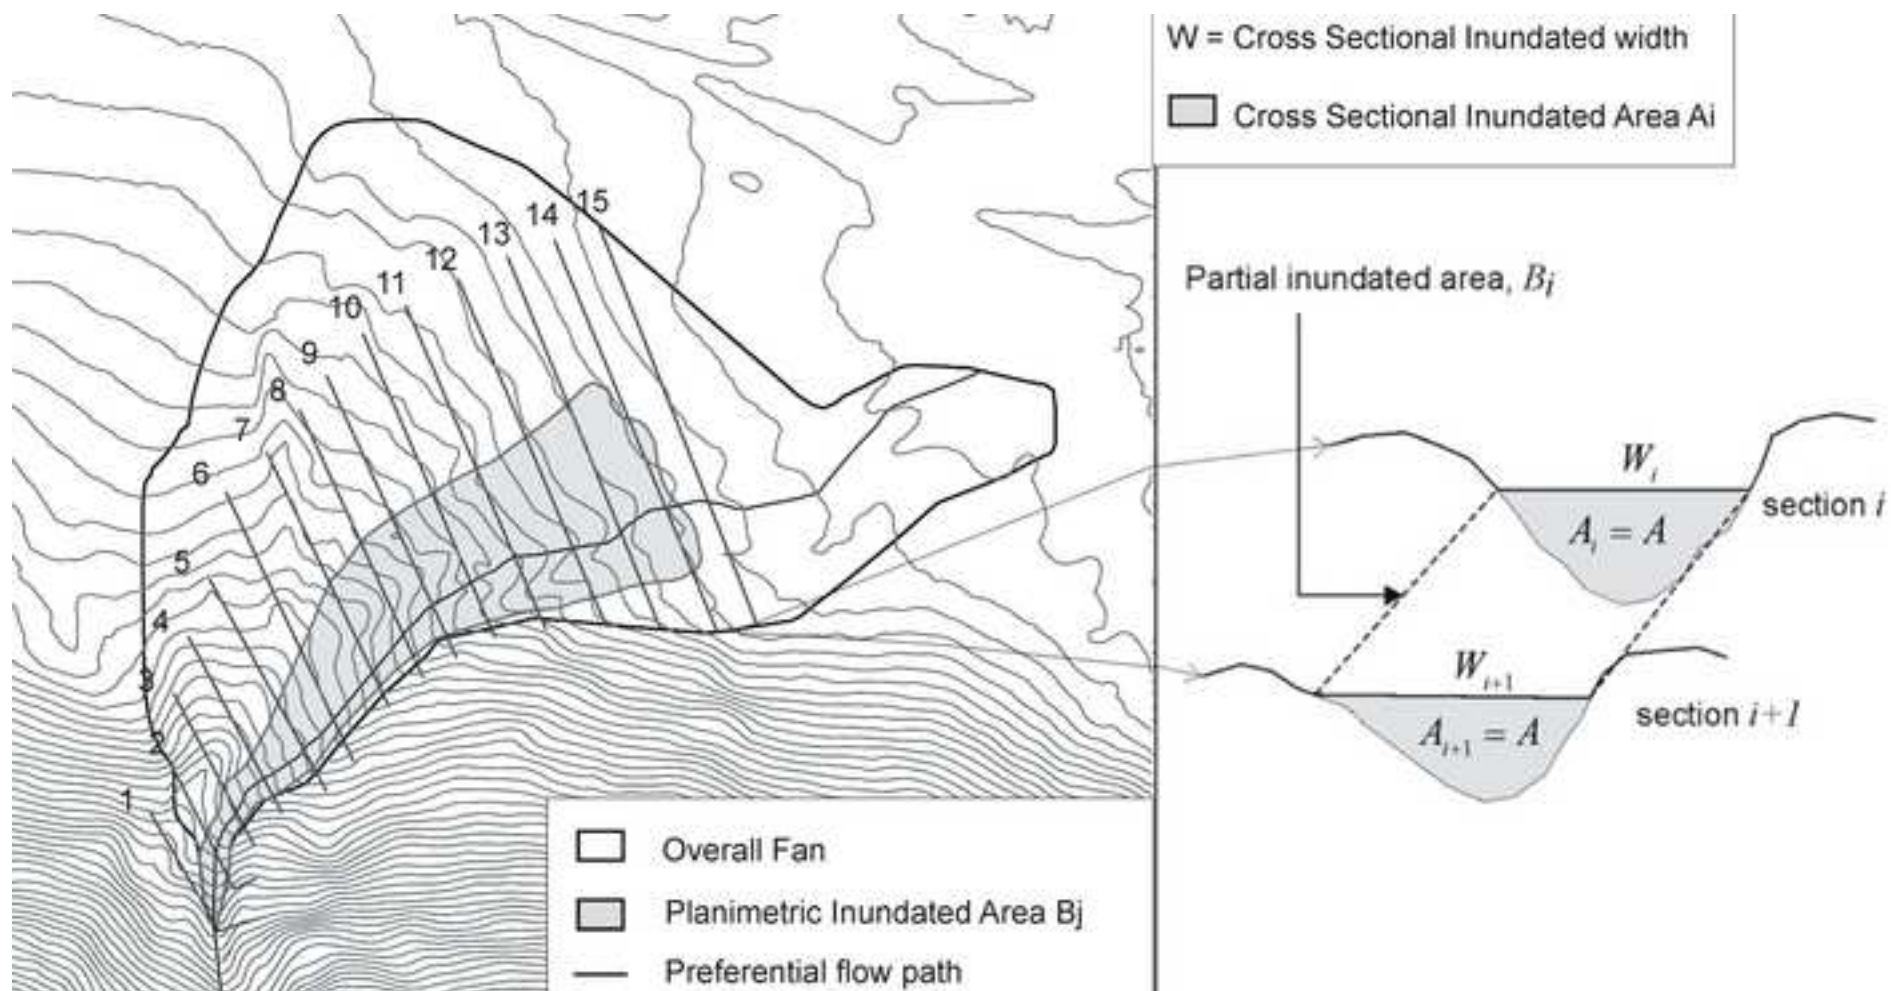 W = Cross Sectional Inundated width
Cross Sectional Inundated Area Ai
15
14
13
12
11
10
9
8
7
6
5
4
3
2
1
Partial inundated area, Bi
Wi
section i
Ai = A
Wi+1
section i+1
Ai+1 = A
Overall Fan
Planimetric Inundated Area Bj
Preferential flow path